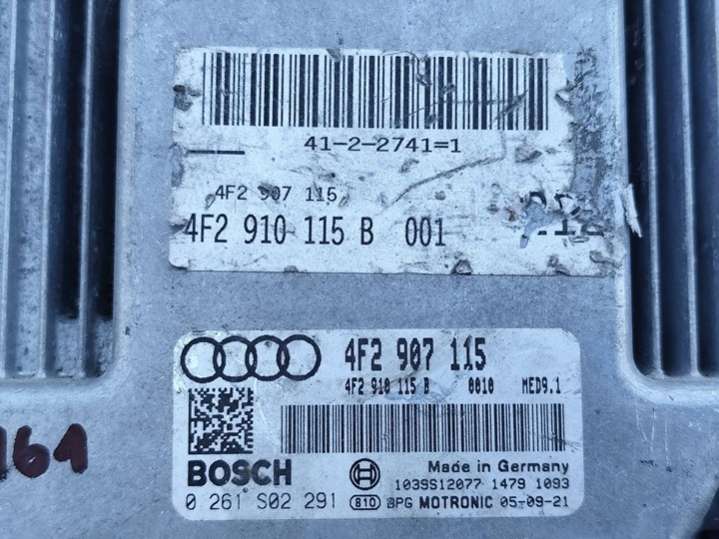 41-2-2741=1
4F2 907 115
4F2 910 115 B 001
4F2 907 115
4F2 910 115 B 0010 MED9.1
BOSCH
Made in Germany
1039S12077 1479 1093
0 261 S02 291 810 BPG MOTRONIC 05-09-21
161